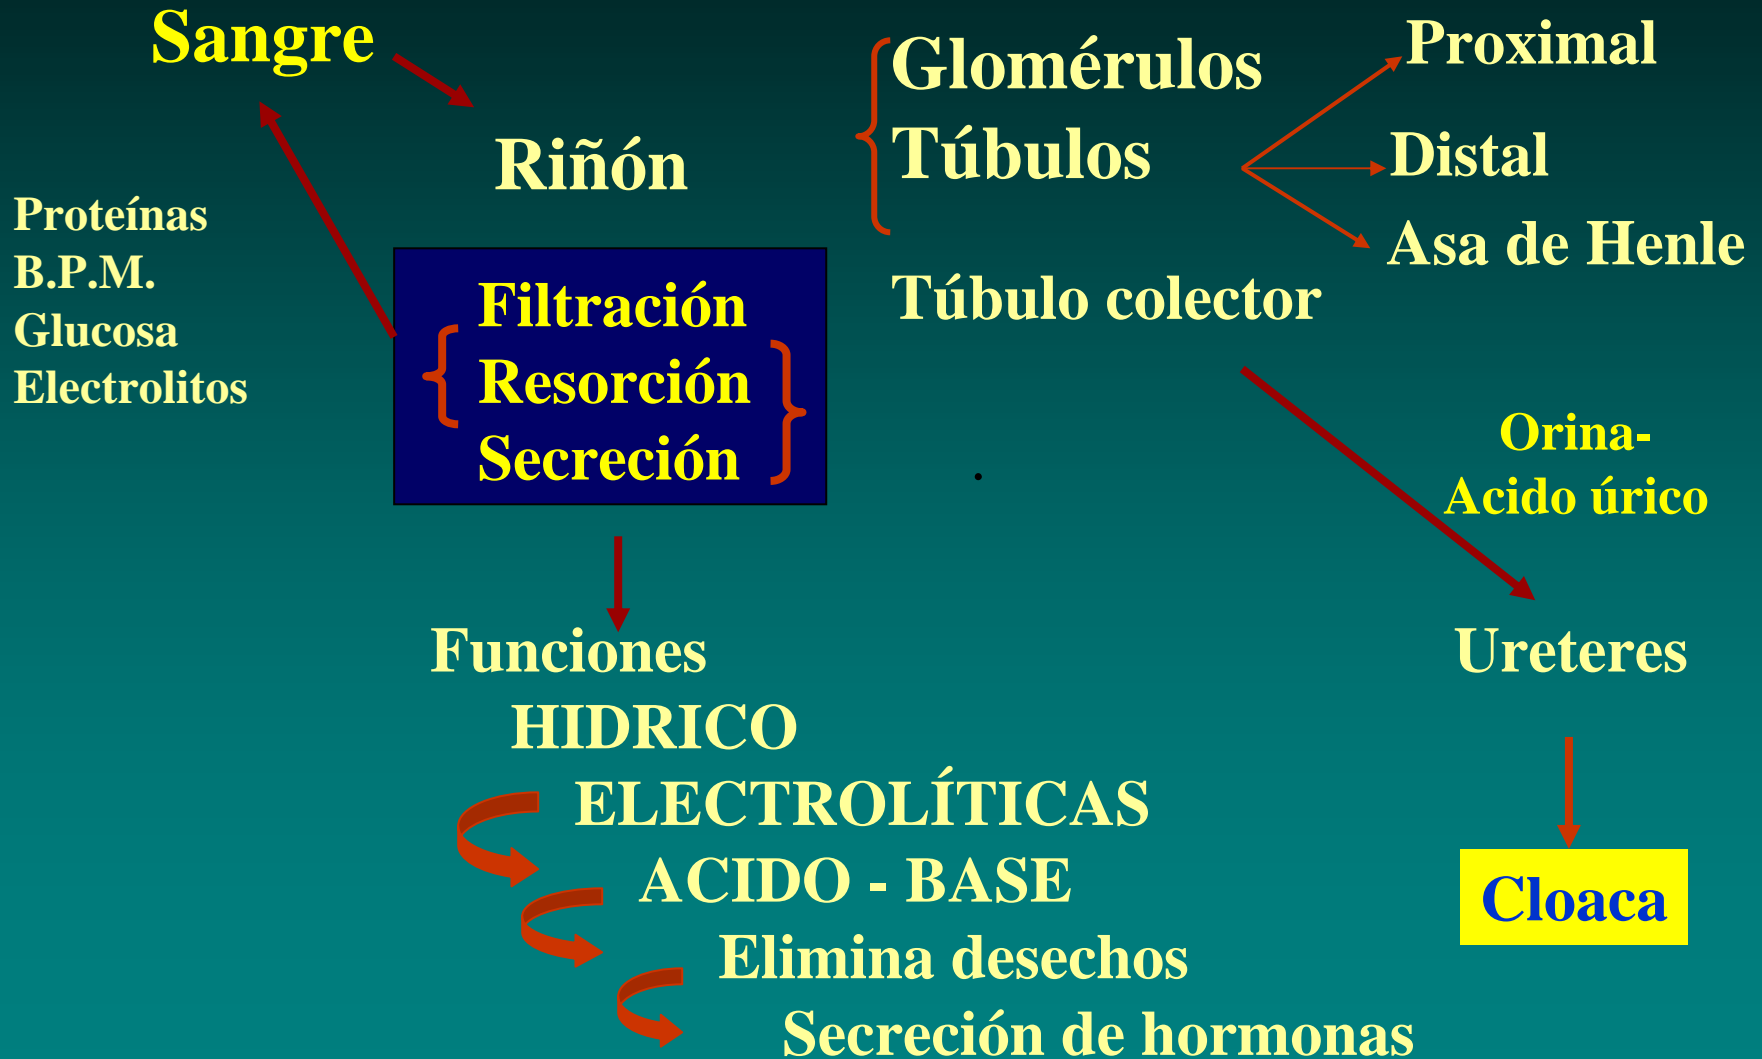 Sangre
Riñón
Proteínas
B.P.M.
Glucosa
Electrolitos
Filtración
Resorción
Secreción
Glomérulos
Túbulos
Túbulo colector
Proximal
Distal
Asa de Henle
Orina-
Acido úrico
Ureteres
Cloaca
.
Funciones
HIDRICO
ELECTROLÍTICAS
ACIDO - BASE
Elimina desechos
Secreción de hormonas